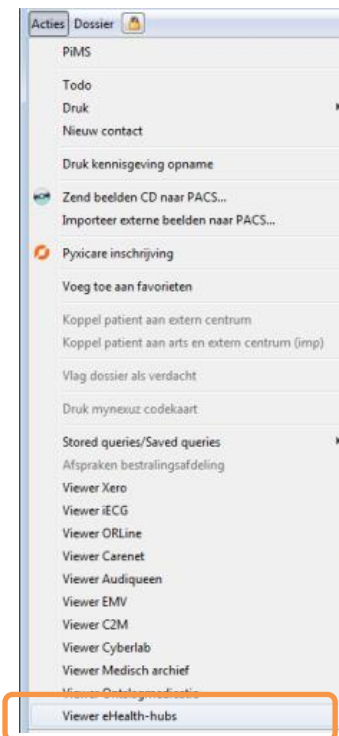 Acties Dossier
PiMS
Todo
Druk
Nieuw contact
Druk kennisgeving opname
Zend beelden CD naar PACS...
Importeer externe beelden naar PACS...
Pyxicare inschrijving
Voeg toe aan favorieten
Koppel patient aan extern centrum
Koppel patient aan arts en extern centrum (imp)
Vlag dossier als verdacht
Druk mynexuz codekaart
Stored queries/Saved queries
Afspraken bestralingsafdeling
Viewer Xero
Viewer iECG
Viewer ORLine
Viewer Carenet
Viewer Audiqueen
Viewer EMV
Viewer C2M
Viewer Cyberlab
Viewer Medisch archief
Viewer
Viewer eHealth-hubs